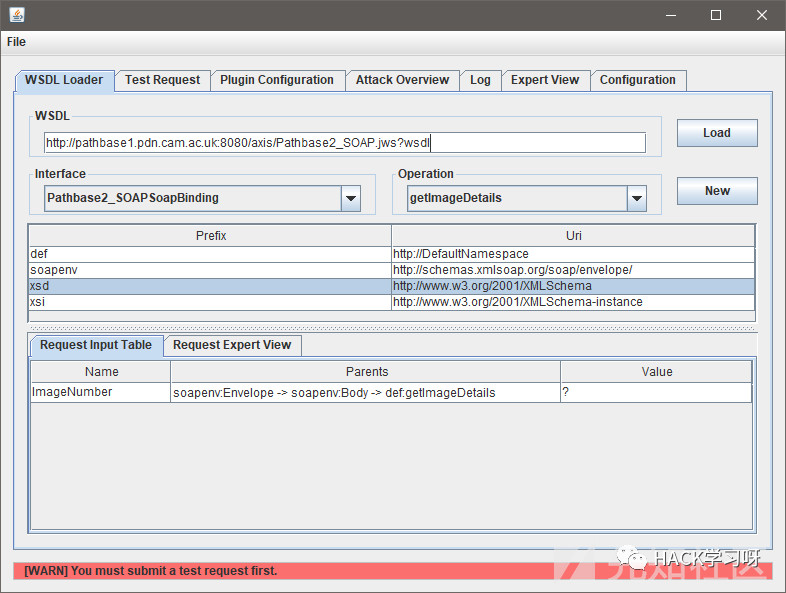 File
WSDL Loader Test Request Plugin Configuration Attack Overview Log Expert View Configuration
WSDL
http://pathbase1.pdn.cam.ac.uk:8080/axis/Pathbase2_SOAP.jws?wsdl
Load
Interface Operation
Pathbase2_SOAPSoapBinding getImageDetails
New
Prefix Uri
def http://DefaultNamespace
soapenv http://schemas.xmlsoap.org/soap/envelope/
xsd http://www.w3.org/2001/XMLSchema
xsi http://www.w3.org/2001/XMLSchema-instance
Request Input Table Request Expert View
Name Parents Value
ImageNumber soapenv:Envelope -> soapenv:Body -> def:getImageDetails ?
HACK学习呀
先知社区
[WARN] You must submit a test request first.